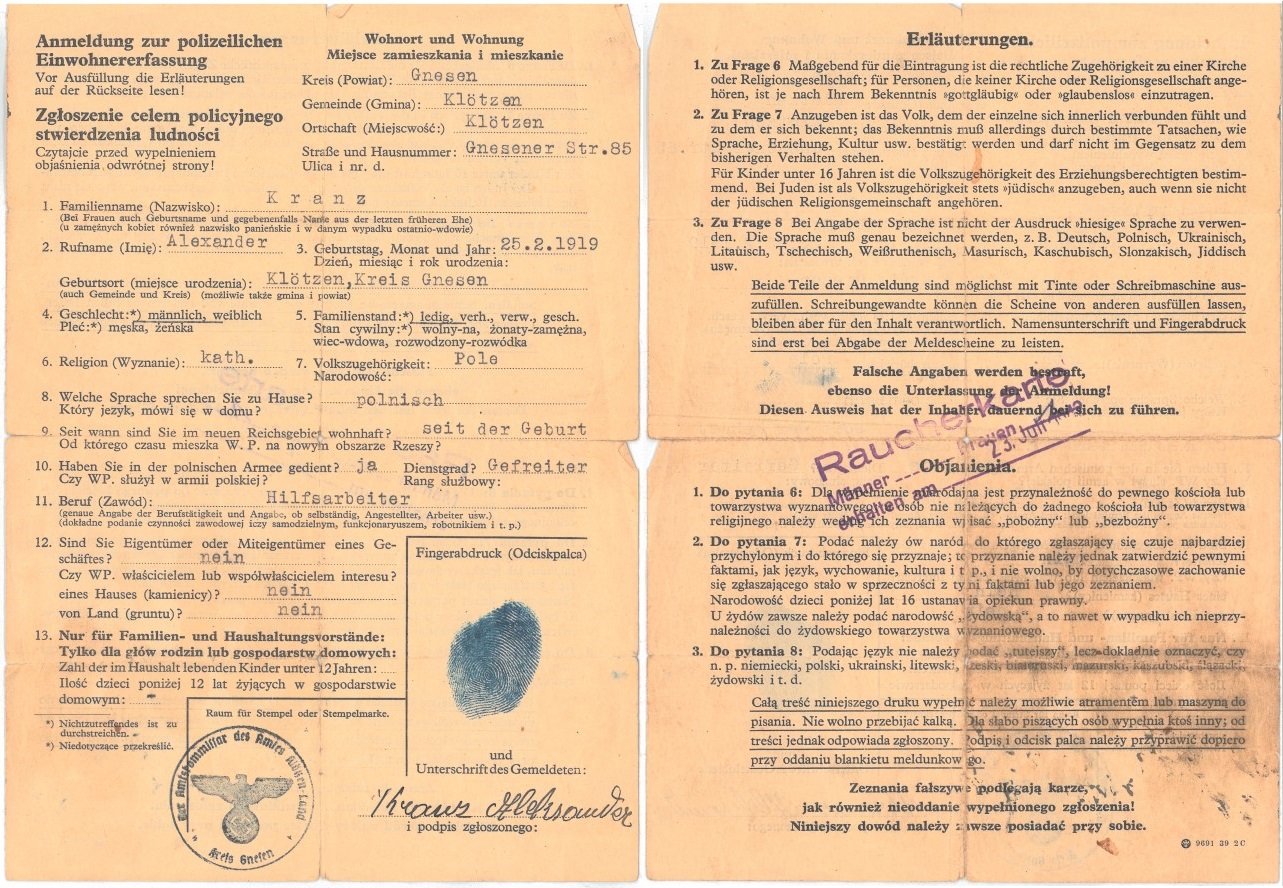 Anmeldung zur polizeilichen
Einwohnererfassung
Vor Ausfüllung die Erläuterungen
auf der Rückseite lesen!
Zgłoszenie celem policyjnego
stwierdzenia ludności
Czytajcie przed wypelnieniem
objaśnienia odwrótnej strony!
Wohnort und Wohnung
Miejsce zamieszkania i mieszkanie
Kreis (Powiat): Gnesen
Gemeinde (Gmina): Klötzen
Ortschaft (Miejscwość:) Klötzen
Straße und Hausnummer: Gnesener Str.85
Ulica i nr. d.
1. Familienname (Nazwisko): Kranz
(Bei Frauen auch Geburtsname und gegebenenfalls Name aus der letzten früheren Ehe)
(u zamężnych kobiet również nazwisko panieńskie i w danym wypadku ostatnio-wdowie)
2. Rufname (Imię): Alexander 3. Geburtstag, Monat und Jahr: 25.2.1919
Dzień, miesiąc i rok urodzenia:
Geburtsort (miejsce urodzenia): Klötzen,Kreis Gnesen
(auch Gemeinde und Kreis) (możliwie także gmina i powiat)
4. Geschlecht:*) männlich, weiblich
Płeć:*) męska, żeńska
5. Familienstand:*) ledig, verh., verw., gesch.
Stan cywilny:*) wolny-na, żonaty-zamężna,
wiec-wdowa, rozwodzony-rozwódka
6. Religion (Wyznanie): kath. 7. Volkszugehörigkeit: Pole
Narodowość:
8. Welche Sprache sprechen Sie zu Hause? polnisch
Który język, mówi się w domu?
9. Seit wann sind Sie im neuen Reichsgebiet wohnhaft? seit der Geburt
Od którego czasu mieszka W. P. na nowym obszarze Rzeszy?
10. Haben Sie in der polnischen Armee gedient? ja Dienstgrad? Gefreiter
Czy WP. służył w armii polskiej? Rang służbowy:
11. Beruf (Zawód): Hilfsarbeiter
(genaue Angabe der Berufstätigkeit und Angabe, ob selbständig, Angestellter, Arbeiter usw.)
(dokładne podanie czynności zawodowej iczy samodzielnym, funkcjonaryuszem, robotnikiem i t. p.)
12. Sind Sie Eigentümer oder Miteigentümer eines Ge-
schäftes? nein
Czy WP. właścicielem lub współwłaścicielem interesu?
eines Hauses (kamienicy)? nein
von Land (gruntu)? nein
13. Nur für Familien- und Haushaltungsvorstände:
Tylko dla głów rodzin lub gospodarstw domowych:
Zahl der im Haushalt lebenden Kinder unter 12 Jahren:
Ilość dzieci poniżej 12 lat żyjących w gospodarstwie
domowym: -
*) Nichtzutreffendes ist zu
durchstreichen.
*) Niedotyczące przekreślić.
Raum für Stempel oder Stempelmarke.
Der Amtskommissar des Amtes Klötzen-Land
Kreis Gnesen
Fingerabdruck (Odciskpalca)
und
Unterschrift des Gemeldeten:
Kranz Aleksander
i podpis zgłoszonego:
Erläuterungen.
1. Zu Frage 6 Maßgebend für die Eintragung ist die rechtliche Zugehörigkeit zu einer Kirche
oder Religionsgesellschaft; für Personen, die keiner Kirche oder Religionsgesellschaft ange-
hören, ist je nach Ihrem Bekenntnis »gottgläubig« oder »glaubenslos« einzutragen.
2. Zu Frage 7 Anzugeben ist das Volk, dem der einzelne sich innerlich verbunden fühlt und
zu dem er sich bekennt; das Bekenntnis muß allerdings durch bestimmte Tatsachen, wie
Sprache, Erziehung, Kultur usw. bestätigt werden und darf nicht im Gegensatz zu dem
bisherigen Verhalten stehen.
Für Kinder unter 16 Jahren ist die Volkszugehörigkeit des Erziehungsberechtigten bestim-
mend. Bei Juden ist als Volkszugehörigkeit stets »jüdisch« anzugeben, auch wenn sie nicht
der jüdischen Religionsgemeinschaft angehören.
3. Zu Frage 8 Bei Angabe der Sprache ist nicht der Ausdruck »hiesige« Sprache zu verwen-
den. Die Sprache muß genau bezeichnet werden, z. B. Deutsch, Polnisch, Ukrainisch,
Litauisch, Tschechisch, Weißruthenisch, Masurisch, Kaschubisch, Slonzakisch, Jiddisch
usw.
Beide Teile der Anmeldung sind möglichst mit Tinte oder Schreibmaschine aus-
zufüllen. Schreibungewandte können die Scheine von anderen ausfüllen lassen,
bleiben aber für den Inhalt verantwortlich. Namensunterschrift und Fingerabdruck
sind erst bei Abgabe der Meldescheine zu leisten.
Falsche Angaben werden bestraft,
ebenso die Unterlassung der Anmeldung!
Diesen Ausweis hat der Inhaber dauernd bei sich zu führen.
Raucherkarte
Männer Frauen
erhalten am 23. Juli
Objanienia.
1. Do pytania 6: Dla wypełnienie narodajna jest przynależność do pewnego kościoła lub
towarzystwa wyznamowego; osób nie należących do żadnego kościoła lub towarzystwa
religijnego należy według ich zeznania wpisać „pobożny” lub „bezbożny”.
2. Do pytania 7: Podać należy ów naród do którego zgłaszający się czuje najbardziej
przychylonym i do którego się przyznaje; to przyznanie należy jednak zatwierdzić pewnymi
faktami, jak język, wychowanie, kultura i t p., i nie wolno, by dotychczasowe zachowanie
się zgłaszającego stało w sprzeczności z tymi faktami lub jego zeznaniem.
Narodowość dzieci poniżej lat 16 ustanavia opiekun prawny.
U żydów zawsze należy podać narodowość „żydowską”, a to nawet w wypadku ich nieprzy-
należności do żydowskiego towarzystwa wyznaniowego.
3. Do pytania 8: Podając język nie należy podać „tutejszy”, lecz dokładnie oznaczyć, czy
n. p. niemiecki, polski, ukrainski, litewski, czeski, białoruski, mazurski, kaszubski, ślązacki,
żydowski i t. d.
Całą treść niniejszego druku wypełnić należy możliwie atramentem lub maszyną do
pisania. Nie wolno przebijać kalką. Dla słabo piszących osób wypełnia ktoś inny; od
treści jednak odpowiada zgłoszony. Podpis i odcisk palca należy przyprawić dopiero
przy oddaniu blankietu meldunkowego.
Zeznania fałszywe podlegają karze,
jak również nieoddanie wypełnionego zgłoszenia!
Niniejszy dowód należy zawsze posiadać przy sobie.
9691 39 2C